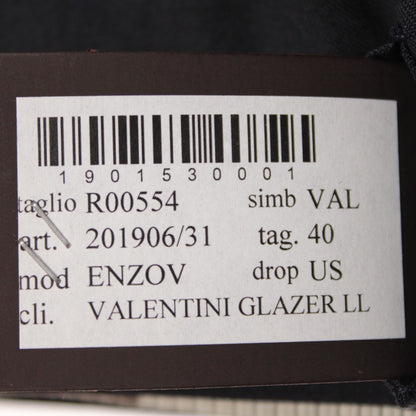 1901530001
taglio R00554 simb VAL
art. 201906/31 tag. 40
mod ENZOV drop US
cli. VALENTINI GLAZER LL